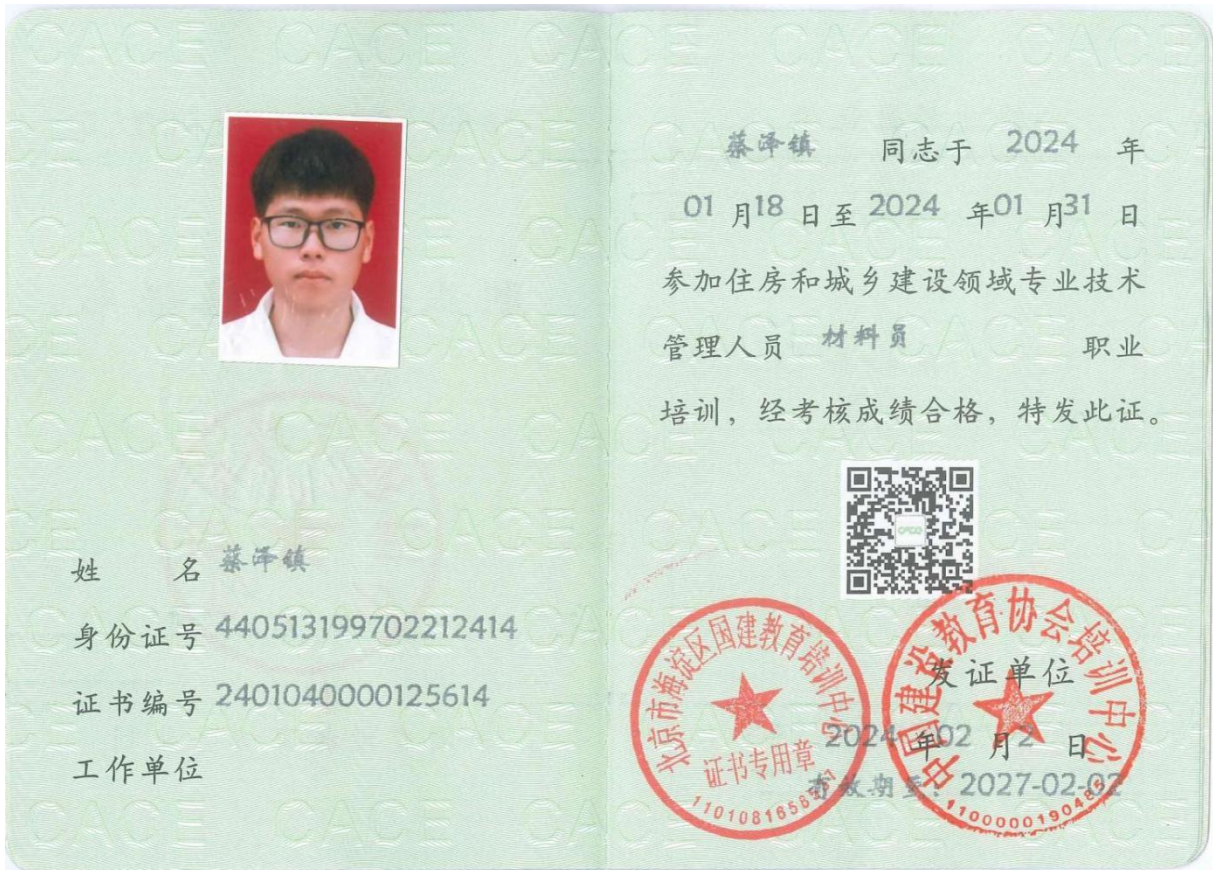 姓 名 蔡泽镇
身份证号 440513199702212414
证书编号 2401040000125614
工作单位
蔡泽镇 同志于 2024 年
01 月 18 日至 2024 年 01 月 31 日
参加住房和城乡建设领域专业技术
管理人员 材料员 职业
培训，经考核成绩合格，特发此证。
北京市海淀区国建教育培训中心
证书专用章
中国建设教育协会培训中心
发证单位
2024 年 02 月 2 日
有效期至：2027-02-02
CACE